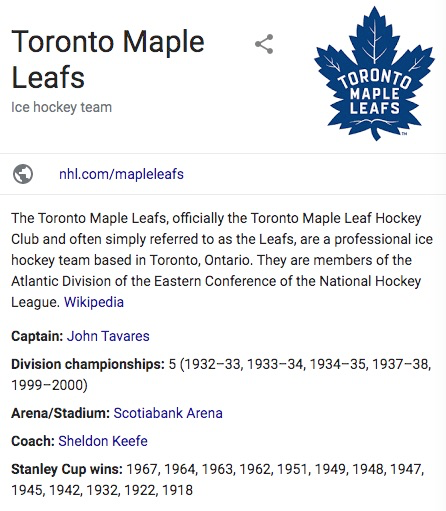 Toronto Maple
Leafs
Ice hockey team
TORONTO
MAPLE
LEAFS
TM
nhl.com/mapleleafs
The Toronto Maple Leafs, officially the Toronto Maple Leaf Hockey
Club and often simply referred to as the Leafs, are a professional ice
hockey team based in Toronto, Ontario. They are members of the
Atlantic Division of the Eastern Conference of the National Hockey
League. Wikipedia
Captain: John Tavares
Division championships: 5 (1932–33, 1933–34, 1934–35, 1937–38,
1999–2000)
Arena/Stadium: Scotiabank Arena
Coach: Sheldon Keefe
Stanley Cup wins: 1967, 1964, 1963, 1962, 1951, 1949, 1948, 1947,
1945, 1942, 1932, 1922, 1918